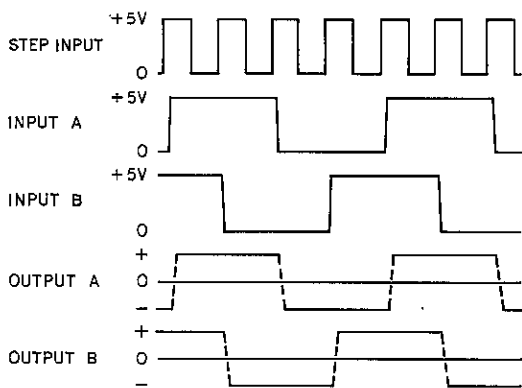 +5V
STEP INPUT
0
+5V
INPUT A
0
+5V
INPUT B
0
+
OUTPUT A 0
−
+
OUTPUT B 0
−